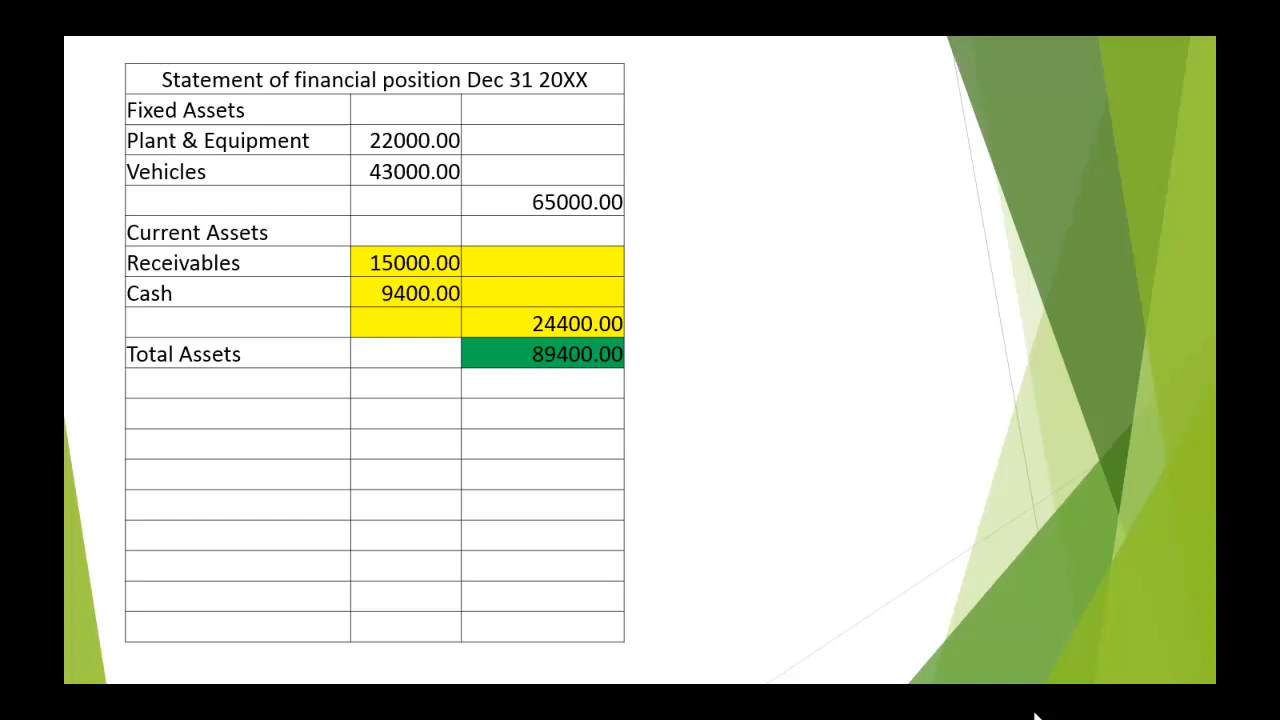 Statement of financial position Dec 31 20XX
Fixed Assets
Plant & Equipment 22000.00
Vehicles 43000.00
65000.00
Current Assets
Receivables 15000.00
Cash 9400.00
24400.00
Total Assets 89400.00